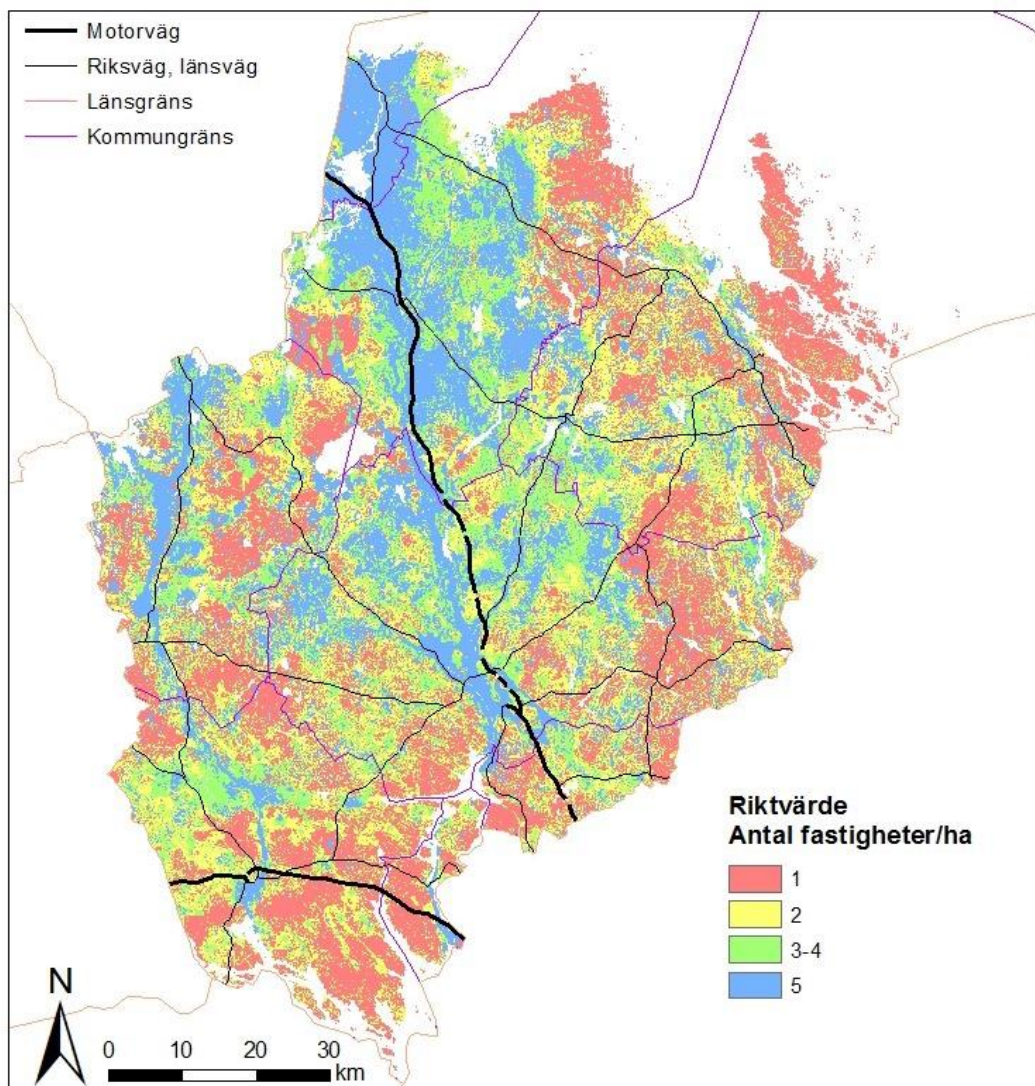 Motorväg
Riksväg, länsväg
Länsgräns
Kommungräns
Riktvärde
Antal fastigheter/ha
1
2
3-4
5
N
0 10 20 30
km